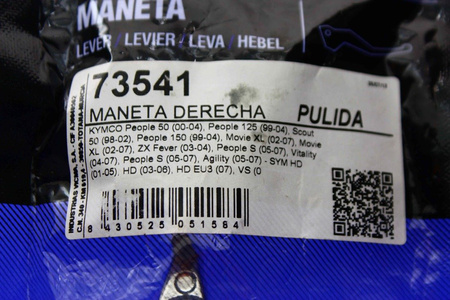 MANETA
LEVER / LEVIER / LEVA / HEBEL
73541
MANETA DERECHA PULIDA
KYMCO People 50 (00-04), People 125 (99-04), Scout
50 (98-02), People 150 (99-04), Movie XL (02-07), Movie
XL (02-07), ZX Fever (03-04), People S (05-07), Vitality
(04-07), People S (05-07), Agility (05-07) - SYM HD
(01-05), HD (03-06), HD EU3 (07), VS (0
8 430525 051584
INDUSTRIAS VICMA, S.A.